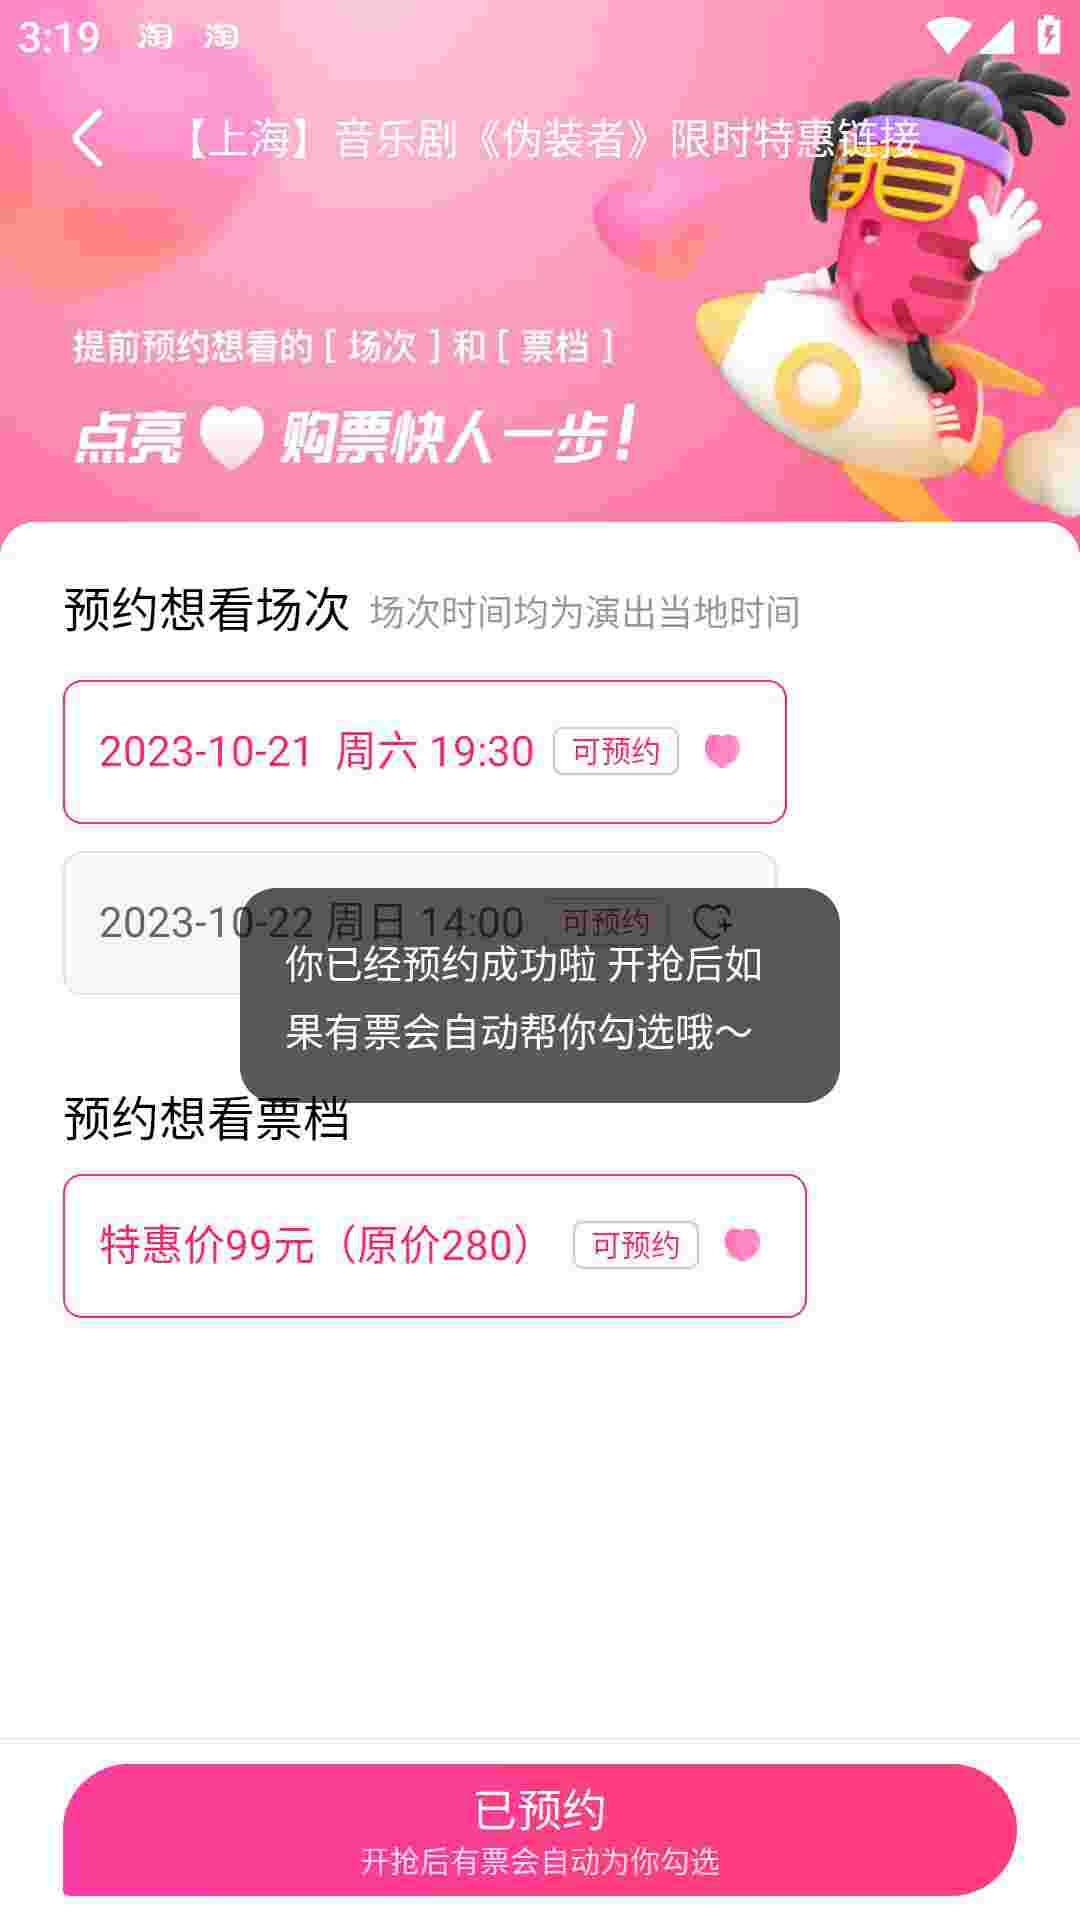 3:19 淘 淘
【上海】音乐剧《伪装者》限时特惠链接
提前预约想看的 [ 场次 ] 和 [ 票档 ]
点亮 购票快人一步!
预约想看场次 场次时间均为演出当地时间
2023-10-21 周六 19:30 可预约
2023-10-22 周日 14:00 可预约
你已经预约成功啦 开抢后如
果有票会自动帮你勾选哦～
预约想看票档
特惠价99元（原价280） 可预约
已预约
开抢后有票会自动为你勾选